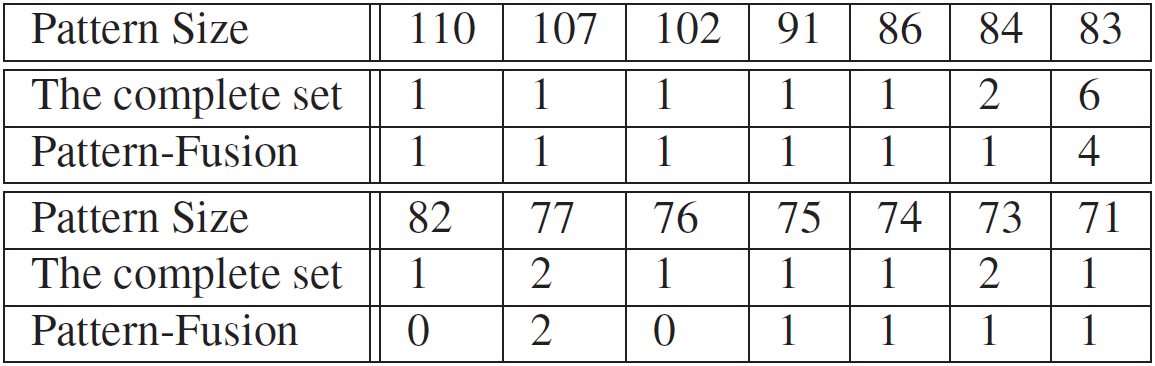 Pattern Size 110 107 102 91 86 84 83
The complete set 1 1 1 1 1 2 6
Pattern-Fusion 1 1 1 1 1 1 4
Pattern Size 82 77 76 75 74 73 71
The complete set 1 2 1 1 1 2 1
Pattern-Fusion 0 2 0 1 1 1 1